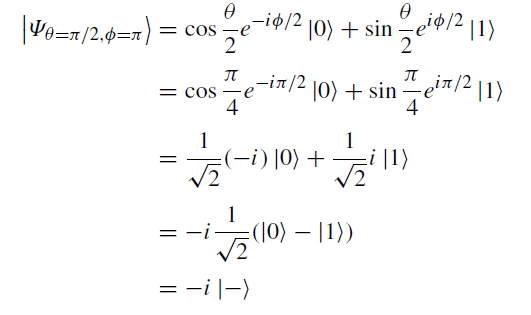 |Ψθ=π/2,ϕ=π⟩ = cos θ/2 e^{-iϕ/2} |0⟩ + sin θ/2 e^{iϕ/2} |1⟩
= cos π/4 e^{-iπ/2} |0⟩ + sin π/4 e^{iπ/2} |1⟩
= 1/√2 (−i) |0⟩ + 1/√2 i |1⟩
= −i 1/√2 (|0⟩ − |1⟩)
= −i |−⟩